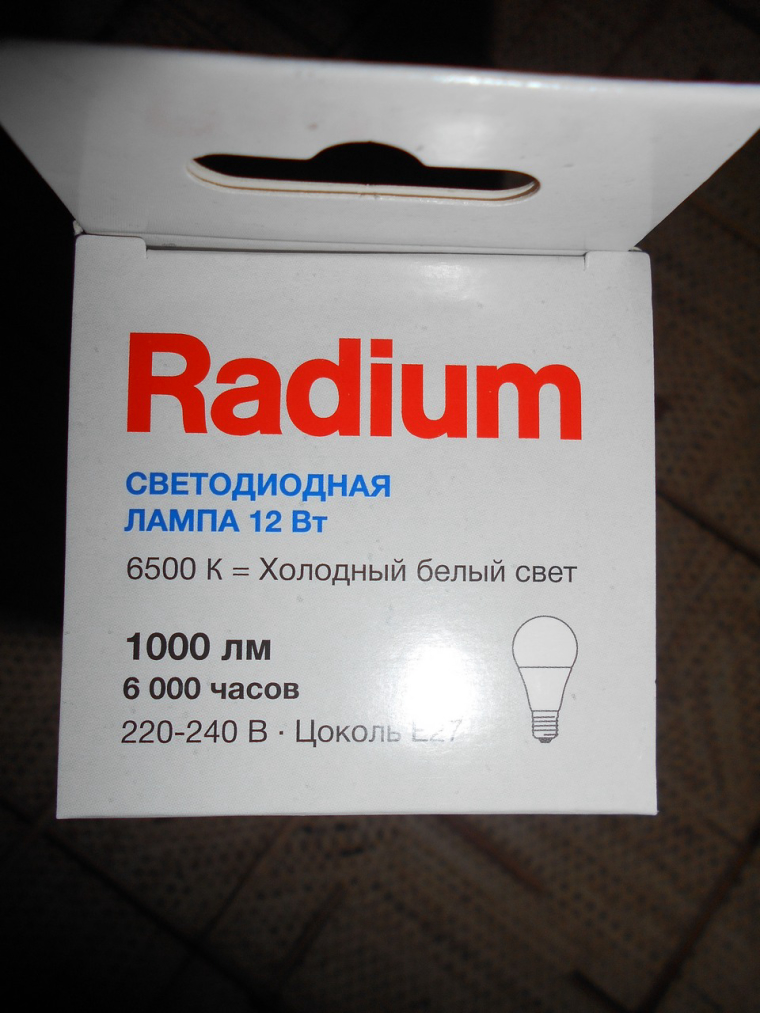 Radium
СВЕТОДИОДНАЯ
ЛАМПА 12 Вт
6500 К = Холодный белый свет
1000 лм
6 000 часов
220-240 В · Цоколь E27